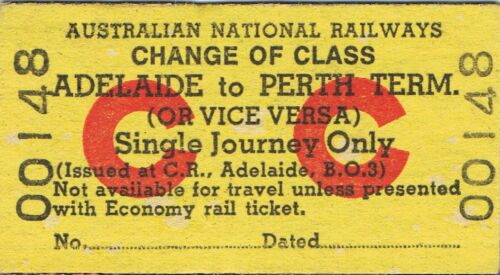 AUSTRALIAN NATIONAL RAILWAYS
CHANGE OF CLASS
ADELAIDE to PERTH TERM.
(OR VICE VERSA)
Single Journey Only
(Issued at C.R., Adelaide, B.O.3)
Not available for travel unless presented
with Economy rail ticket.
No. Dated
C C
00148
00148